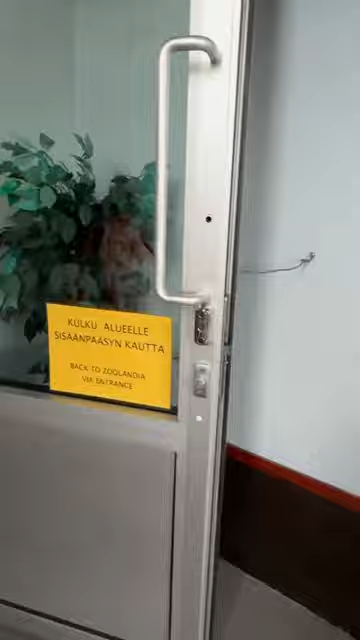 KULKU ALUEELLE
SISÄÄNPÄÄSYN KAUTTA
BACK TO ZOOLANDIA
VIA ENTRANCE